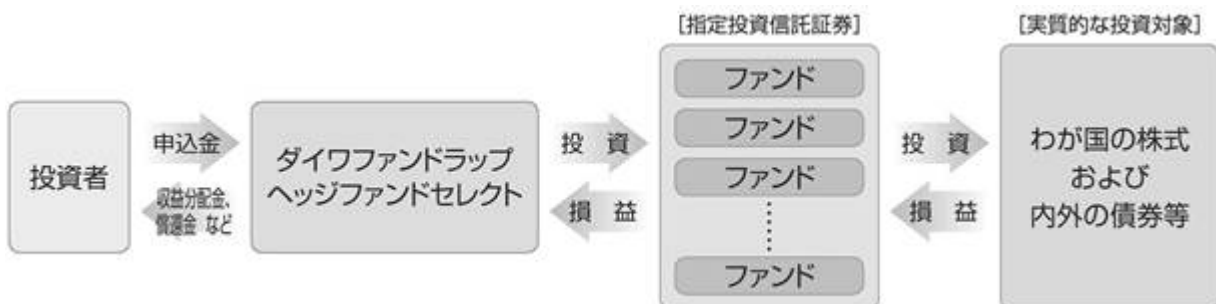 [指定投資信託証券]
[実質的な投資対象]
投資者
申込金
収益分配金、
償還金 など
ダイワファンドラップ
ヘッジファンドセレクト
投 資
損 益
ファンド
ファンド
ファンド
ファンド
投 資
損 益
わが国の株式
および
内外の債券等